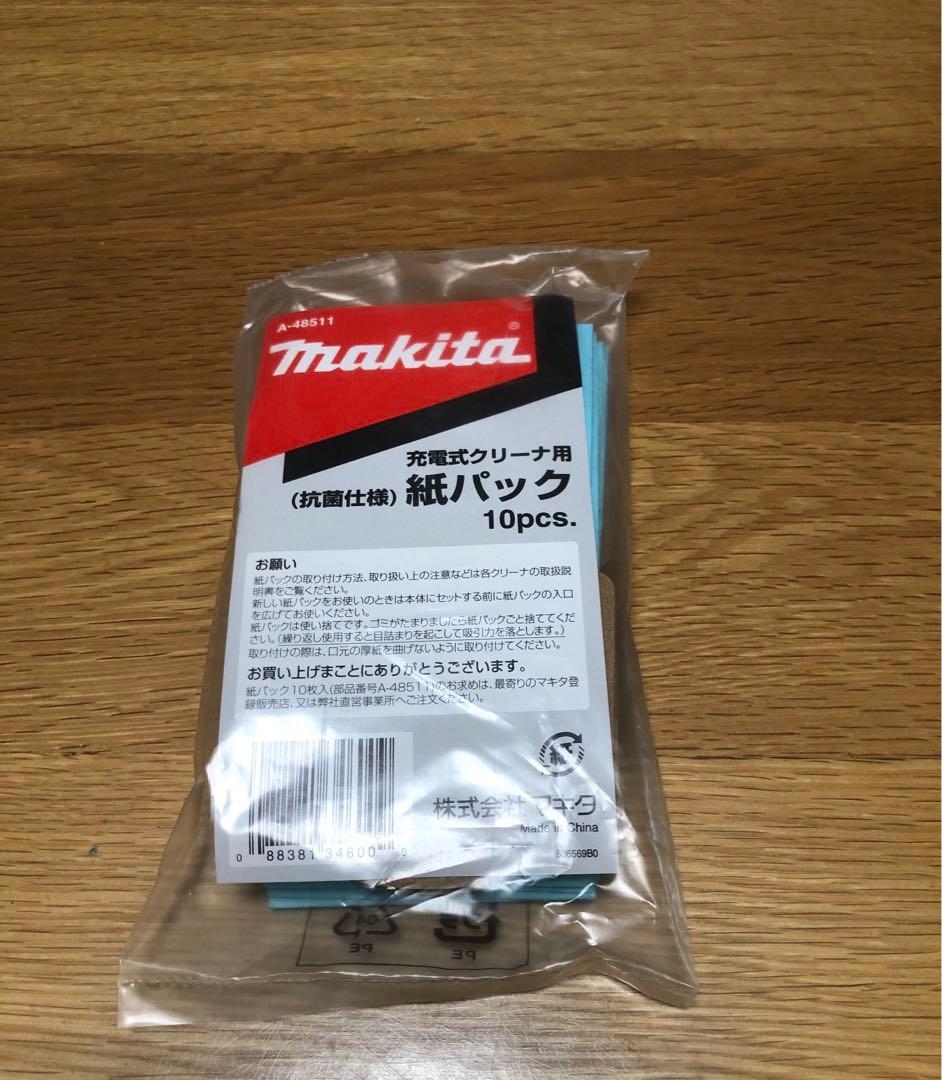 A-48511
makita®
充電式クリーナ用
(抗菌仕様) 紙パック
10pcs.
お願い
紙パックの取り付け方法、取り扱い上の注意などは各クリーナの取扱説
明書をご覧ください。
新しい紙パックをお使いのときは本体にセットする前に紙パックの入口
を広げてお使いください。
紙パックは使い捨てです。ゴミがたまりましたら紙パックごと捨ててくだ
さい。(繰り返し使用すると目詰まりを起こして吸引力を落とします。)
取り付けの際は、口元の厚紙を曲げないように取り付けてください。
お買い上げまことにありがとうございます。
紙パック10枚入(部品番号A-48511)のお求めは、最寄りのマキタ登
録販売店、又は弊社直営事業所へご注文ください。
紙
株式会社マキタ
Made in China
0 88381 34600 9
806569B0
PE
PE